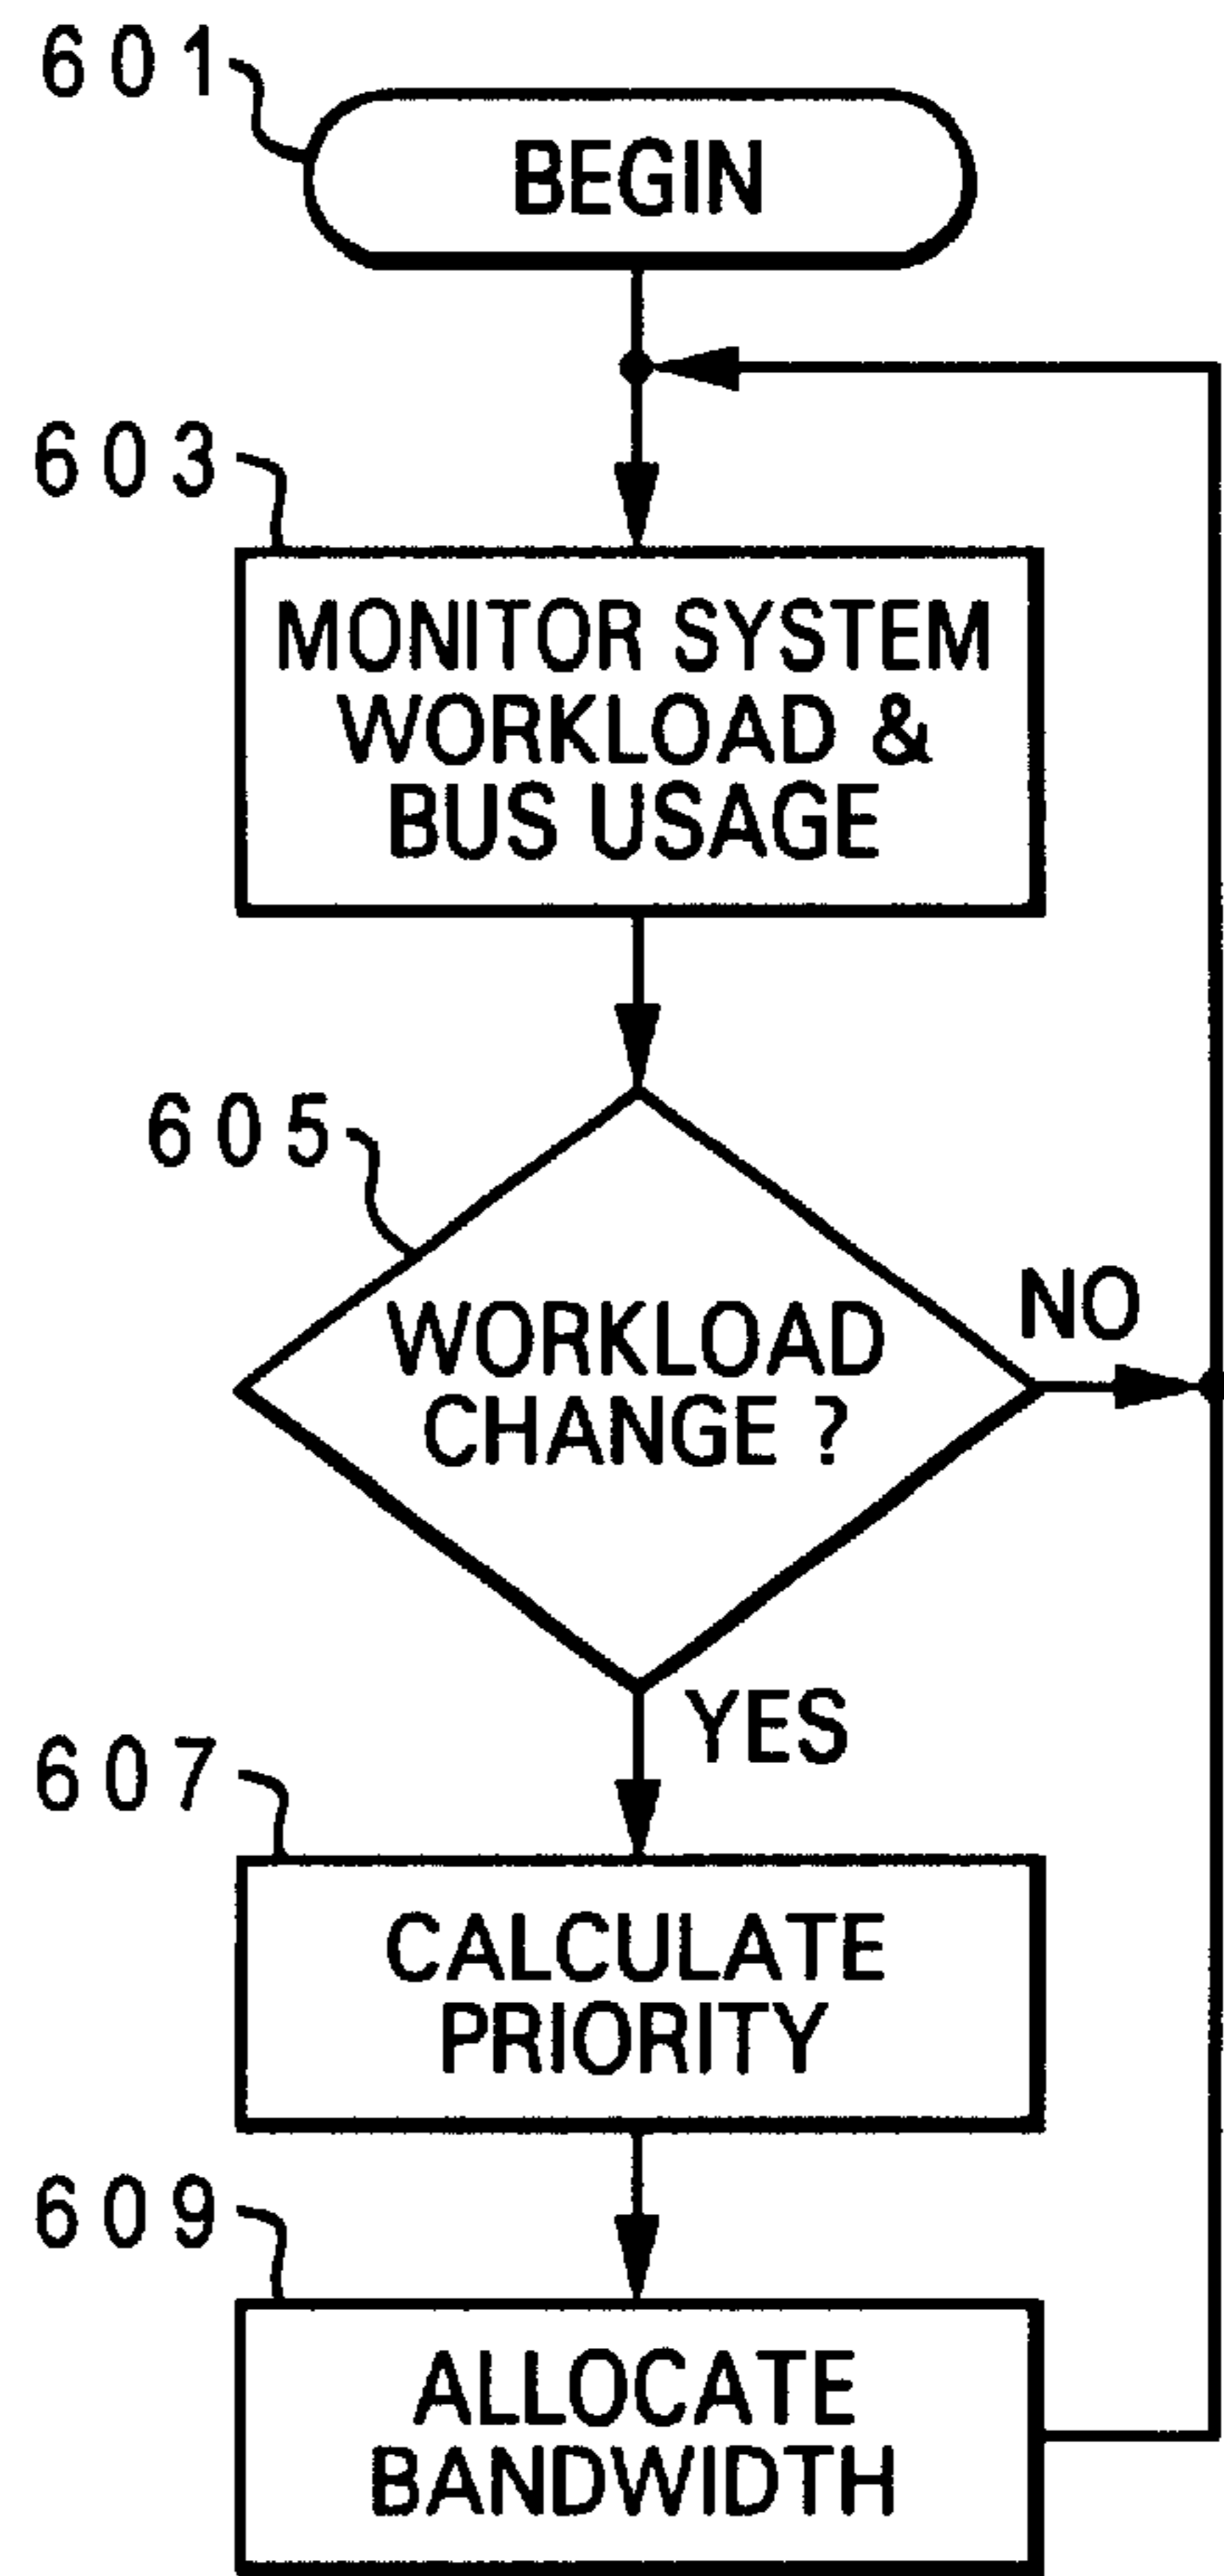 601
BEGIN
603
MONITOR SYSTEM
WORKLOAD &
BUS USAGE
605
WORKLOAD
CHANGE ?
NO
YES
607
CALCULATE
PRIORITY
609
ALLOCATE
BANDWIDTH